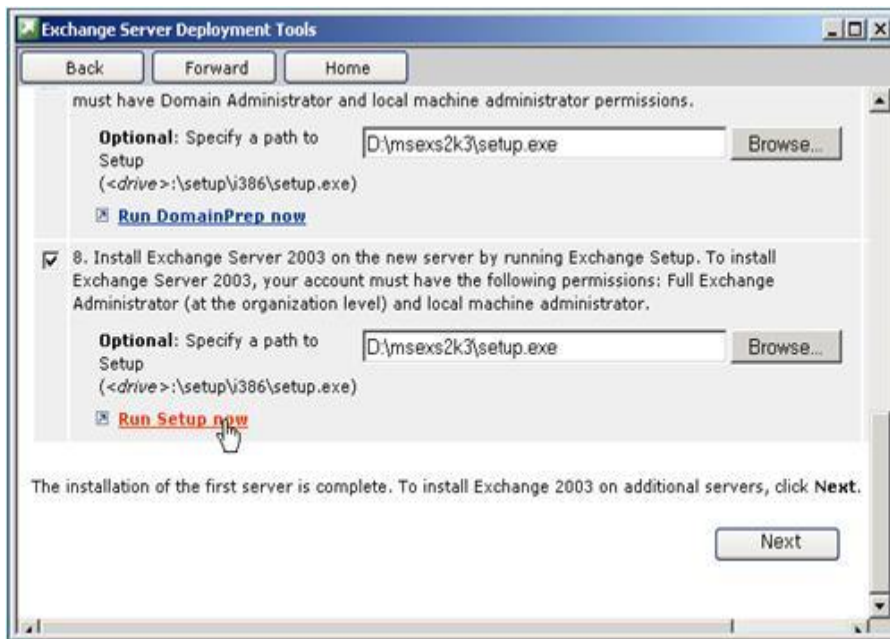 Exchange Server Deployment Tools
Back Forward Home
must have Domain Administrator and local machine administrator permissions.
Optional: Specify a path to
Setup
(<drive>:\setup\i386\setup.exe)
D:\msexs2k3\setup.exe
Browse...
Run DomainPrep now
8. Install Exchange Server 2003 on the new server by running Exchange Setup. To install
Exchange Server 2003, your account must have the following permissions: Full Exchange
Administrator (at the organization level) and local machine administrator.
Optional: Specify a path to
Setup
(<drive>:\setup\i386\setup.exe)
D:\msexs2k3\setup.exe
Browse...
Run Setup now
The installation of the first server is complete. To install Exchange 2003 on additional servers, click Next.
Next